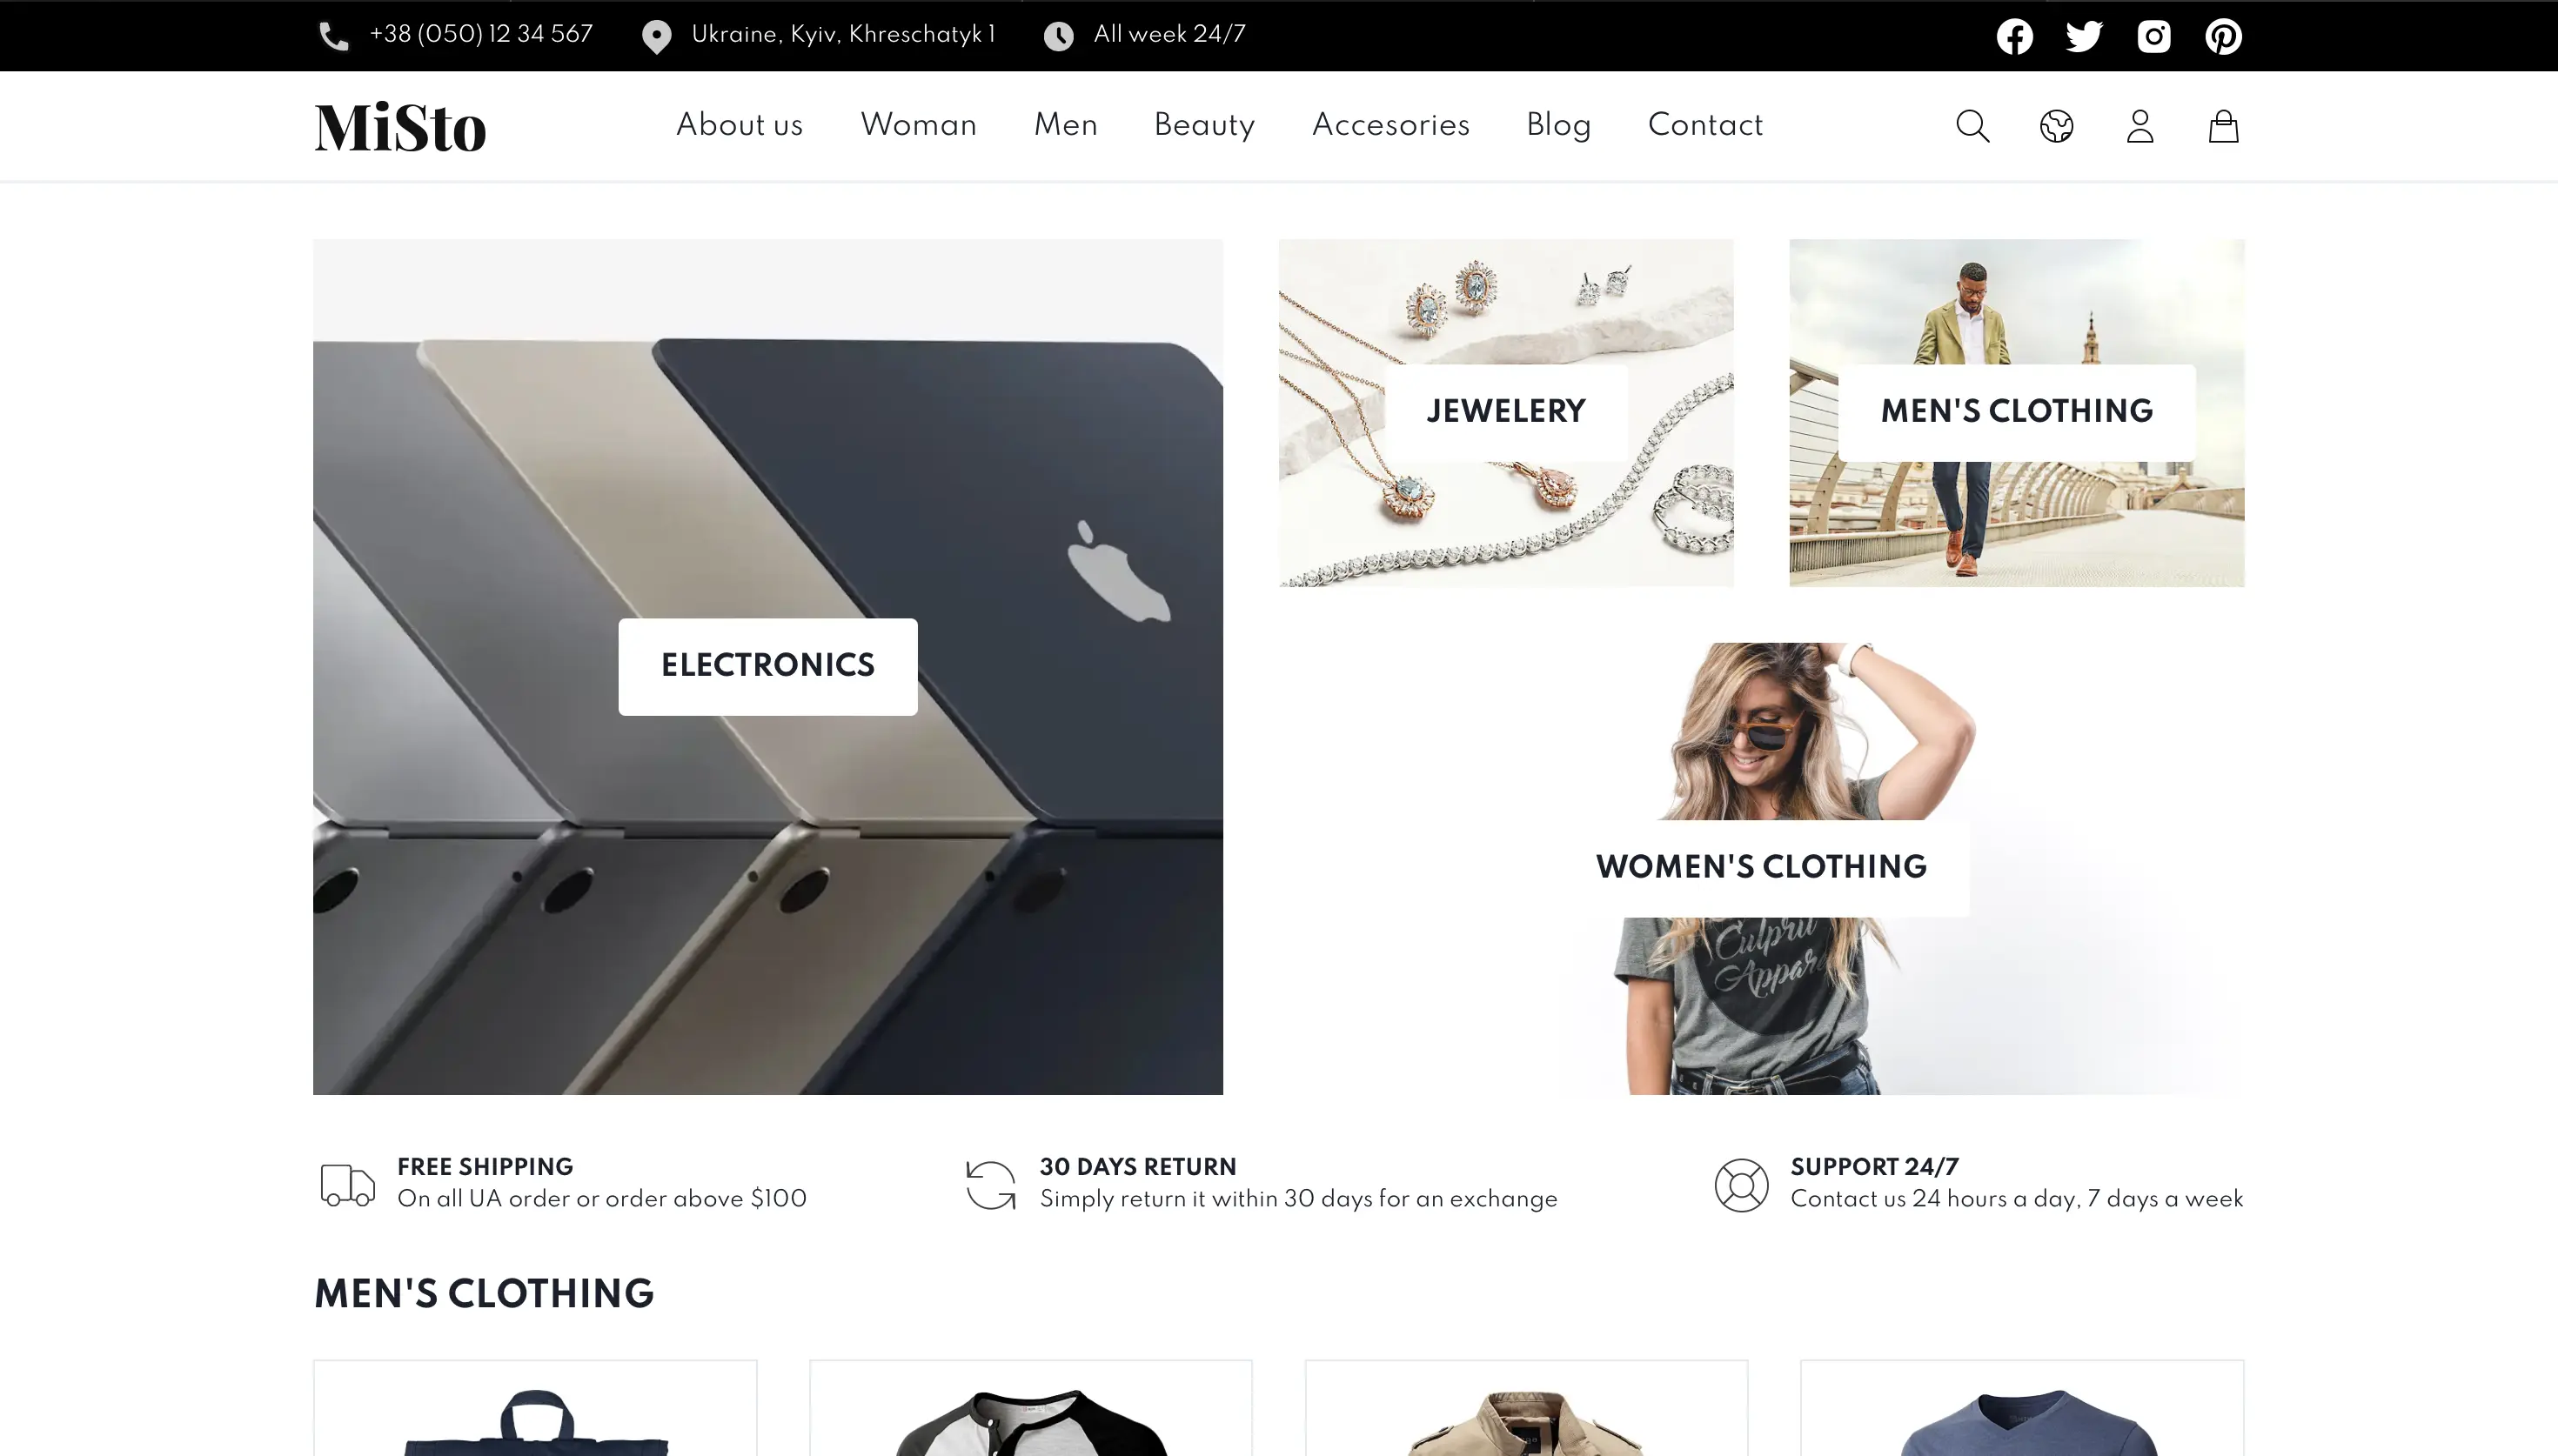 +38 (050) 12 34 567
Ukraine, Kyiv, Khreschatyk 1
All week 24/7
MiSto
About us
Woman
Men
Beauty
Accesories
Blog
Contact
ELECTRONICS
JEWELERY
MEN'S CLOTHING
WOMEN'S CLOTHING
Culprit
FREE SHIPPING
On all UA order or order above $100
30 DAYS RETURN
Simply return it within 30 days for an exchange
SUPPORT 24/7
Contact us 24 hours a day, 7 days a week
MEN'S CLOTHING